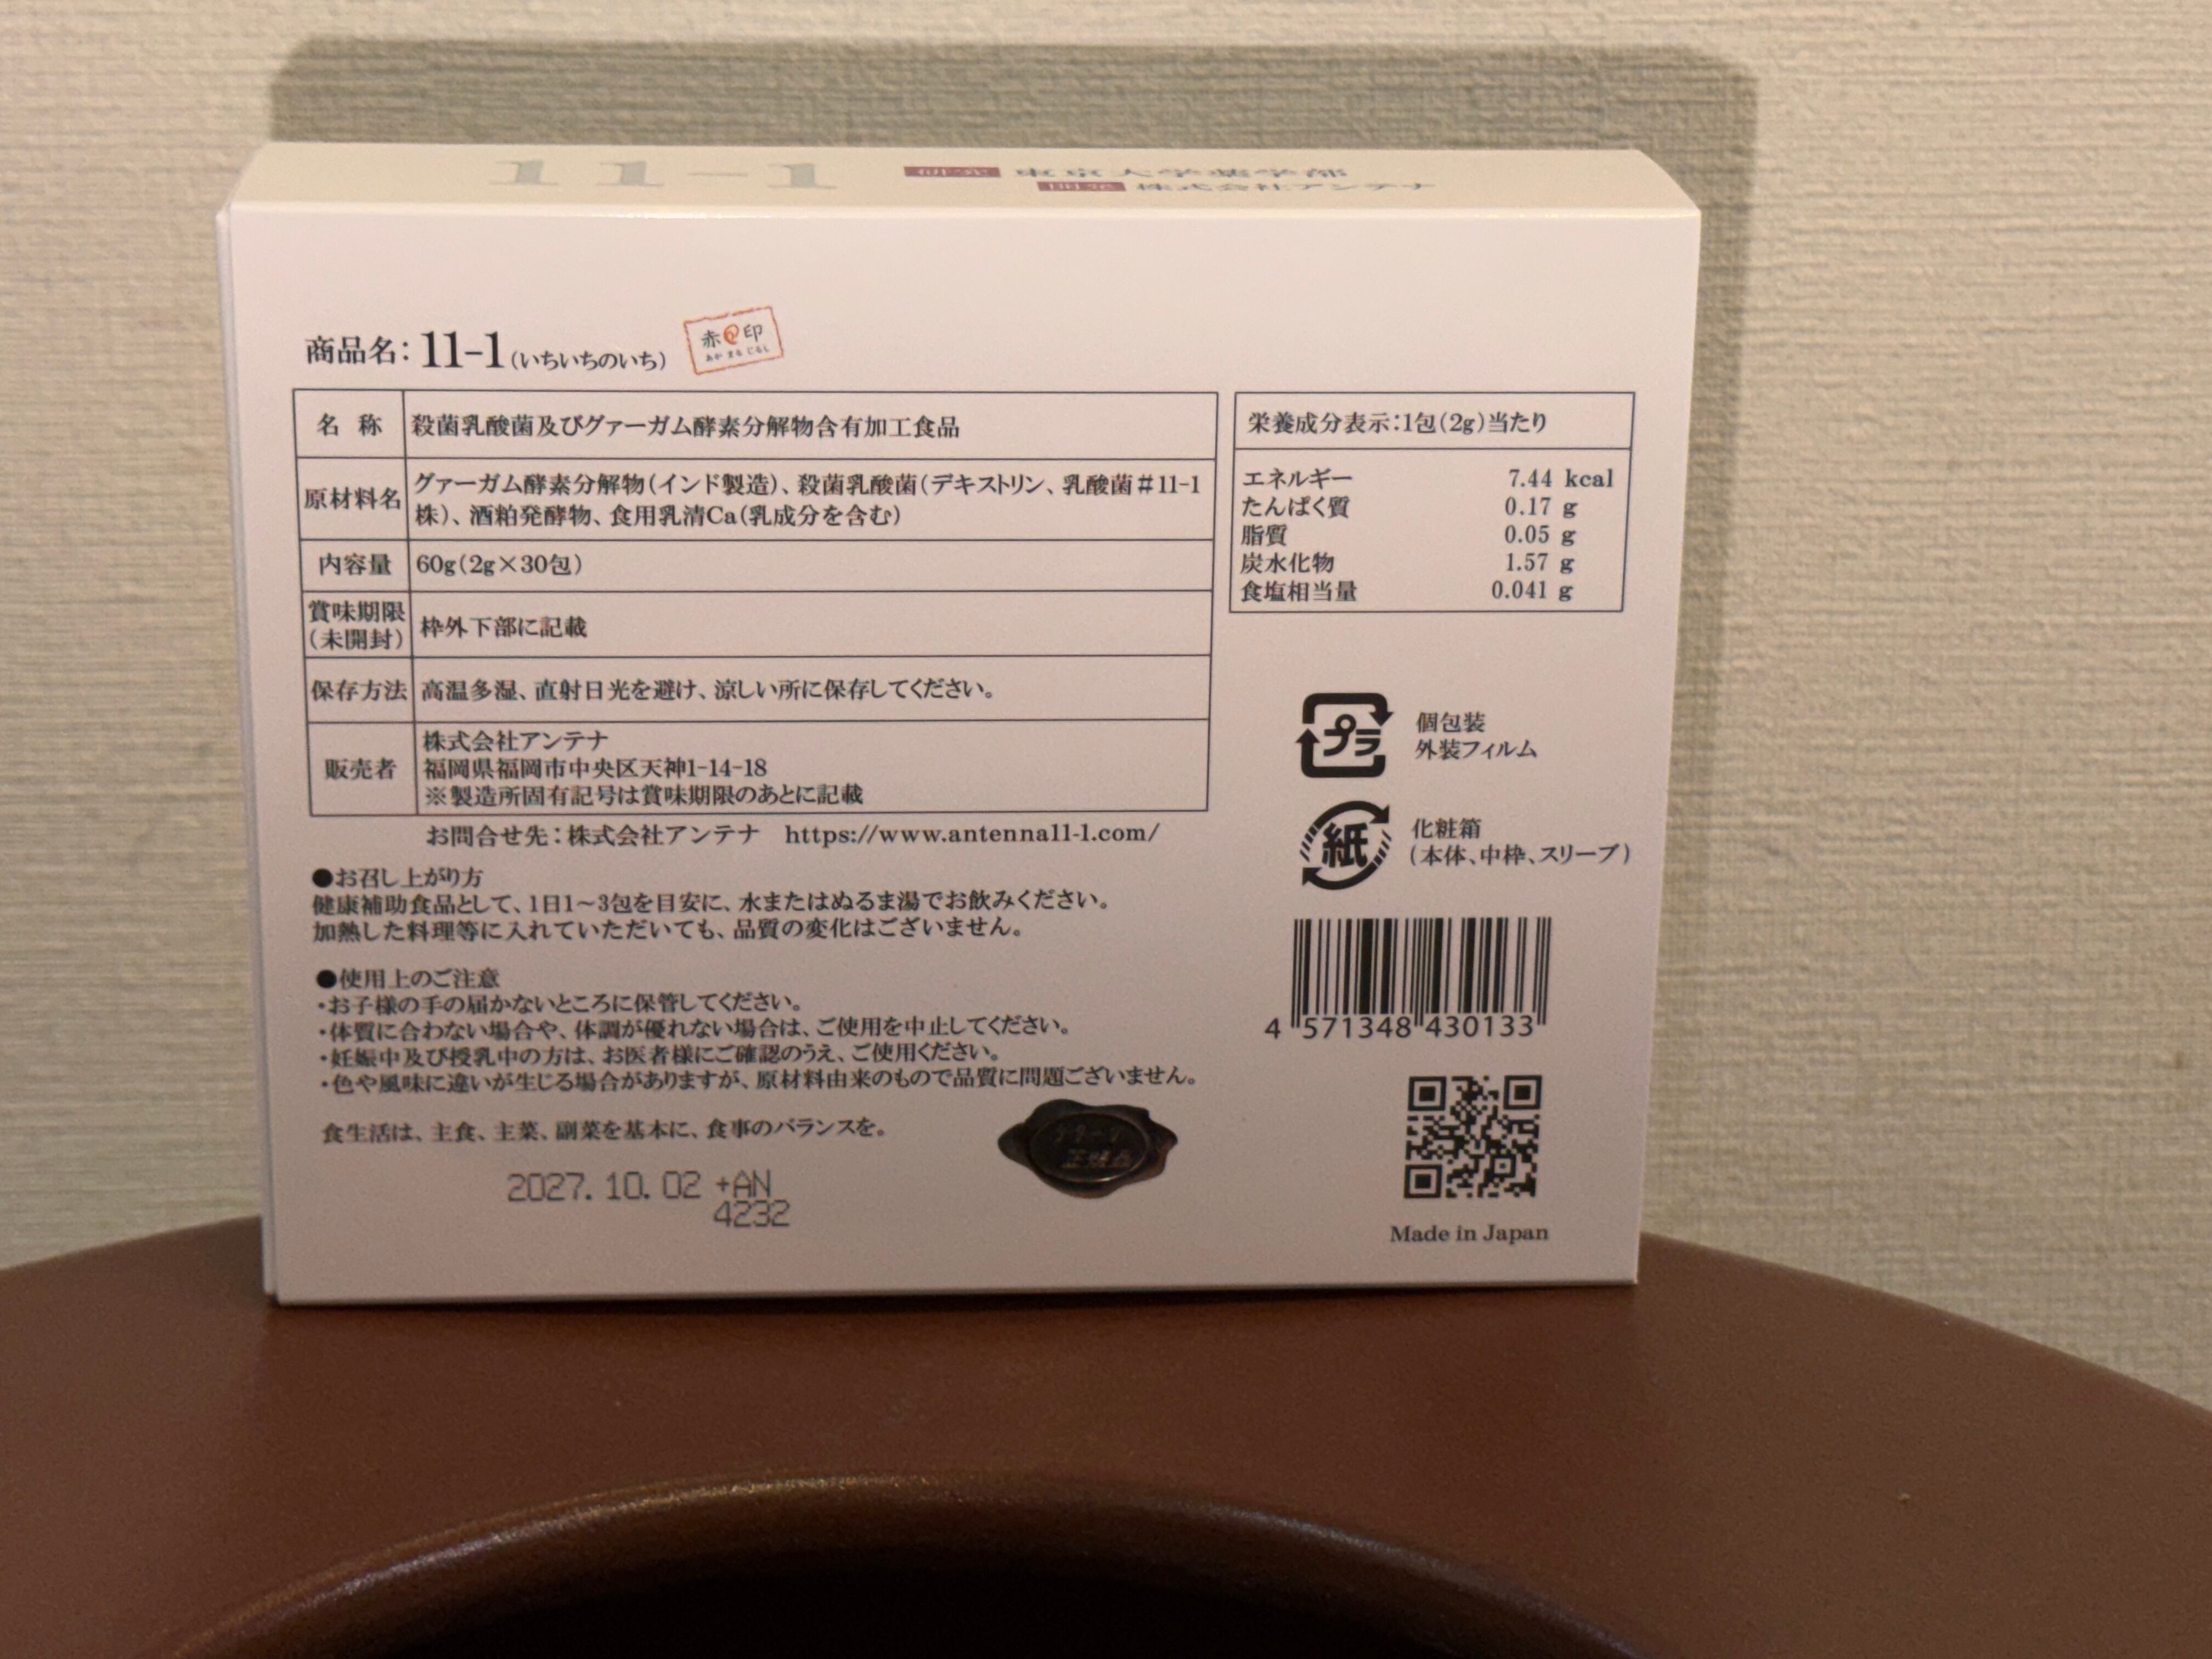 11-1 研究 東京大学薬学部
開発 株式会社アンテナ
商品名：11-1（いちいちのいち）
赤@印
あか まる じるし
名 称 殺菌乳酸菌及びグァーガム酵素分解物含有加工食品
原材料名 グァーガム酵素分解物（インド製造）、殺菌乳酸菌（デキストリン、乳酸菌＃11-1
株）、酒粕発酵物、食用乳清Ca（乳成分を含む）
内容量 60g（2g×30包）
賞味期限
（未開封） 枠外下部に記載
保存方法 高温多湿、直射日光を避け、涼しい所に保存してください。
販売者 株式会社アンテナ
福岡県福岡市中央区天神1-14-18
※製造所固有記号は賞味期限のあとに記載
お問合せ先：株式会社アンテナ https://www.antenna11-1.com/
●お召し上がり方
健康補助食品として、1日1～3包を目安に、水またはぬるま湯でお飲みください。
加熱した料理等に入れていただいても、品質の変化はございません。
●使用上のご注意
・お子様の手の届かないところに保管してください。
・体質に合わない場合や、体調が優れない場合は、ご使用を中止してください。
・妊娠中及び授乳中の方は、お医者様にご確認のうえ、ご使用ください。
・色や風味に違いが生じる場合がありますが、原材料由来のもので品質に問題ございません。
食生活は、主食、主菜、副菜を基本に、食事のバランスを。
2027.10.02 +AN
4232
栄養成分表示：1包（2g）当たり
エネルギー 7.44 kcal
たんぱく質 0.17 g
脂質 0.05 g
炭水化物 1.57 g
食塩相当量 0.041 g
プラ 個包装
外装フィルム
紙 化粧箱
（本体、中枠、スリーブ）
4 571348 430133
Made in Japan